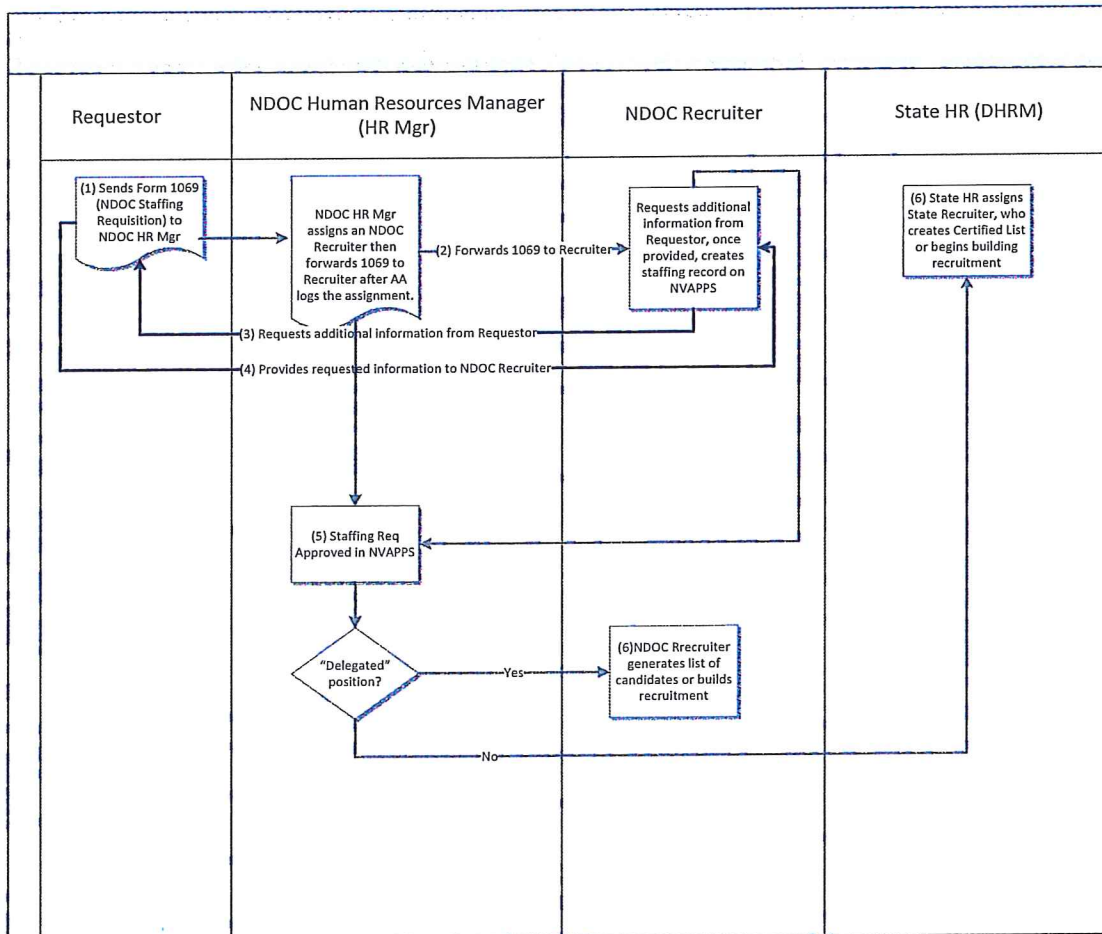 Requestor
NDOC Human Resources Manager
(HR Mgr)
NDOC Recruiter
State HR (DHRM)
(1) Sends Form 1069
(NDOC Staffing
Requisition) to
NDOC HR Mgr
NDOC HR Mgr
assigns an NDOC
Recruiter then
forwards 1069 to
Recruiter after AA
logs the assignment.
(2) Forwards 1069 to Recruiter
Requests additional
information from
Requestor, once
provided, creates
staffing record on
NVAPPS
(6) State HR assigns
State Recruiter, who
creates Certified List
or begins building
recruitment
(3) Requests additional information from Requestor
(4) Provides requested information to NDOC Recruiter
(5) Staffing Req
Approved in NVAPPS
"Delegated"
position?
Yes
(6)NDOC Rrecruiter
generates list of
candidates or builds
recruitment
No